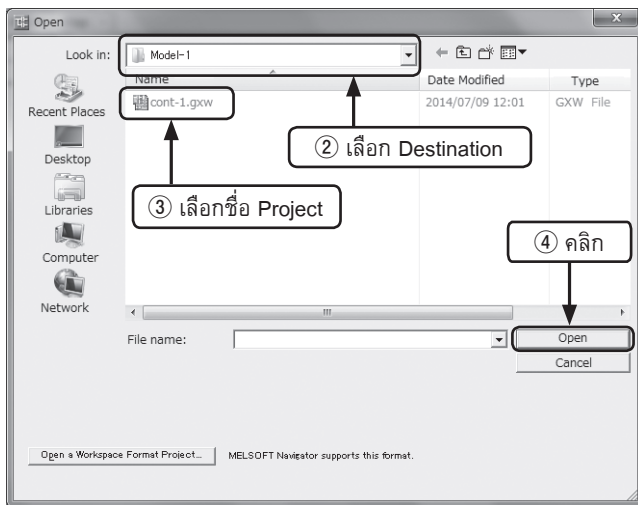 Open
Look in:
Model-1
Name
Date Modified
Type
Recent Places
cont-1.gxw
2014/07/09 12:01
GXW File
② เลือก Destination
Desktop
③ เลือกชื่อ Project
Libraries
④ คลิก
Computer
Network
File name:
Open
Cancel
Open a Workspace Format Project...
MELSOFT Navigator supports this format.